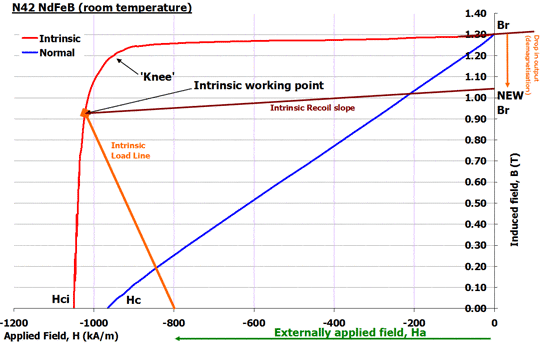 N42 NdFeB (room temperature)
Intrinsic
Normal
'Knee'
Intrinsic working point
Intrinsic Recoil slope
Intrinsic
Load Line
Hci
Hc
1.40
1.30
1.20
1.10
1.00
0.90
0.80
0.70
0.60
0.50
0.40
0.30
0.20
0.10
0.00
Br
Drop in output
(demagnetisation)
NEW
Br
Induced field, B (T)
-1200
-1000
-800
-600
-400
-200
0
Applied Field, H (kA/m)
Externally applied field, Ha